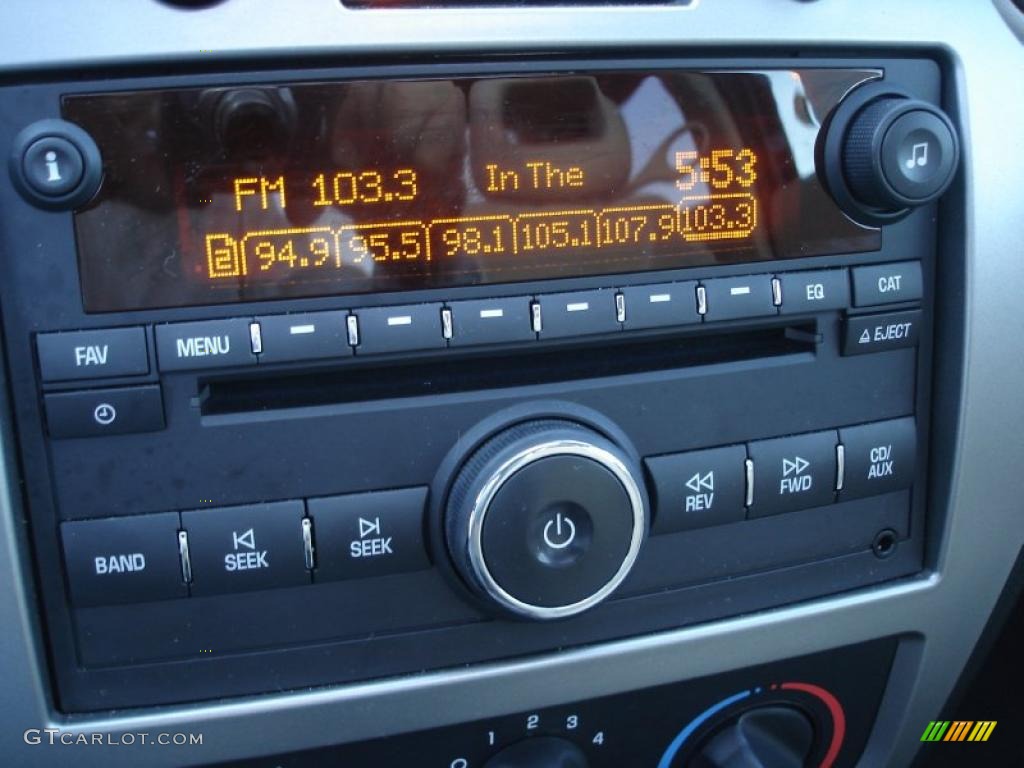 FM 103.3 In The 5:53
2 94.9 95.5 98.1 105.1 107.9 103.3
i
FAV MENU EQ CAT
EJECT
BAND SEEK SEEK REV FWD CD/
AUX
0 1 2 3 4
GTCARLOT.COM